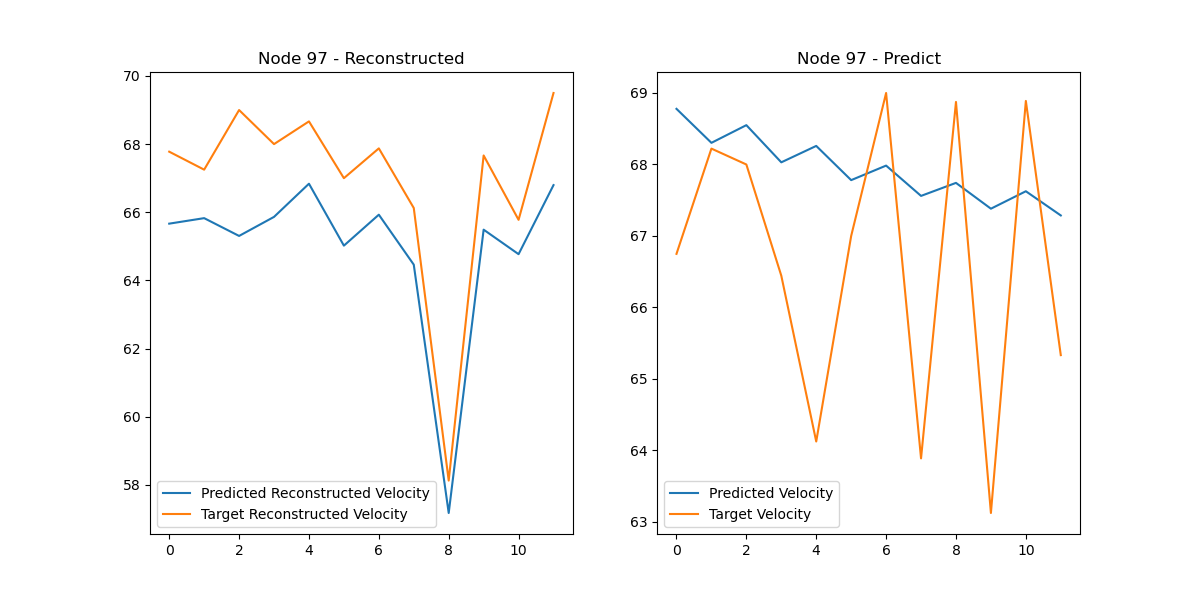 Node 97 - Reconstructed
70
68
66
64
62
60
58
0 2 4 6 8 10
Predicted Reconstructed Velocity
Target Reconstructed Velocity
Node 97 - Predict
69
68
67
66
65
64
63
0 2 4 6 8 10
Predicted Velocity
Target Velocity